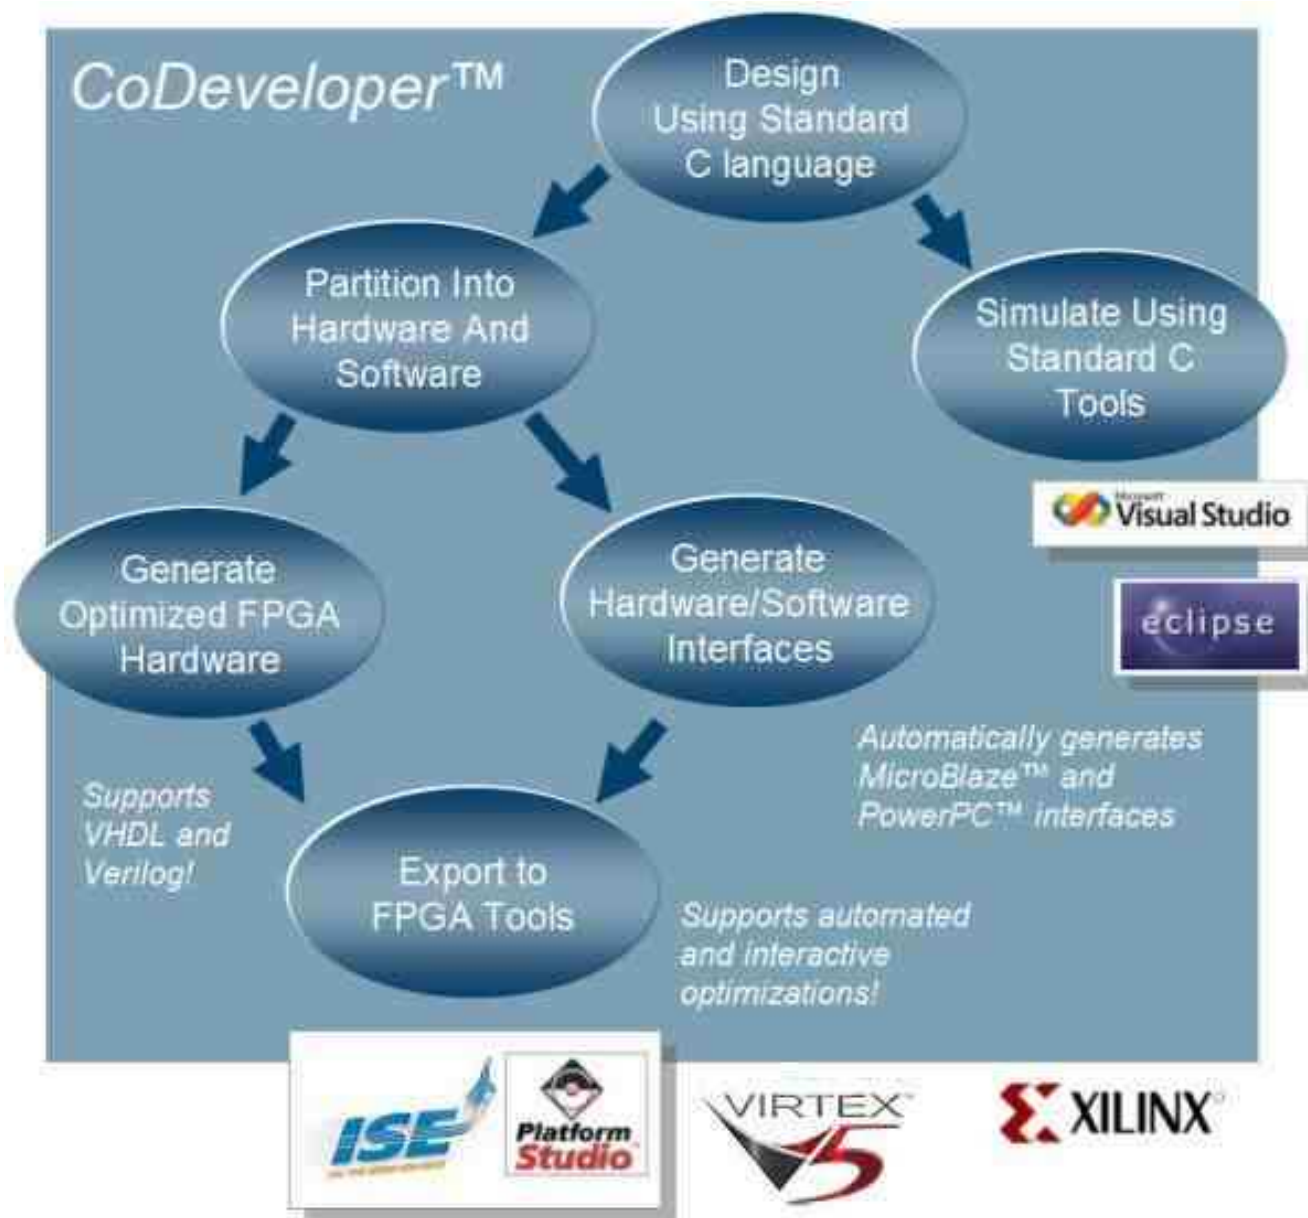 CoDeveloper™
Design
Using Standard
C language
Partition Into
Hardware And
Software
Simulate Using
Standard C
Tools
Microsoft
Visual Studio
eclipse
Generate
Optimized FPGA
Hardware
Generate
Hardware/Software
Interfaces
Automatically generates
MicroBlaze™ and
PowerPC™ interfaces
Supports
VHDL and
Verilog!
Export to
FPGA Tools
Supports automated
and interactive
optimizations!
ISE
Platform
Studio
VIRTEX™
5
XILINX®